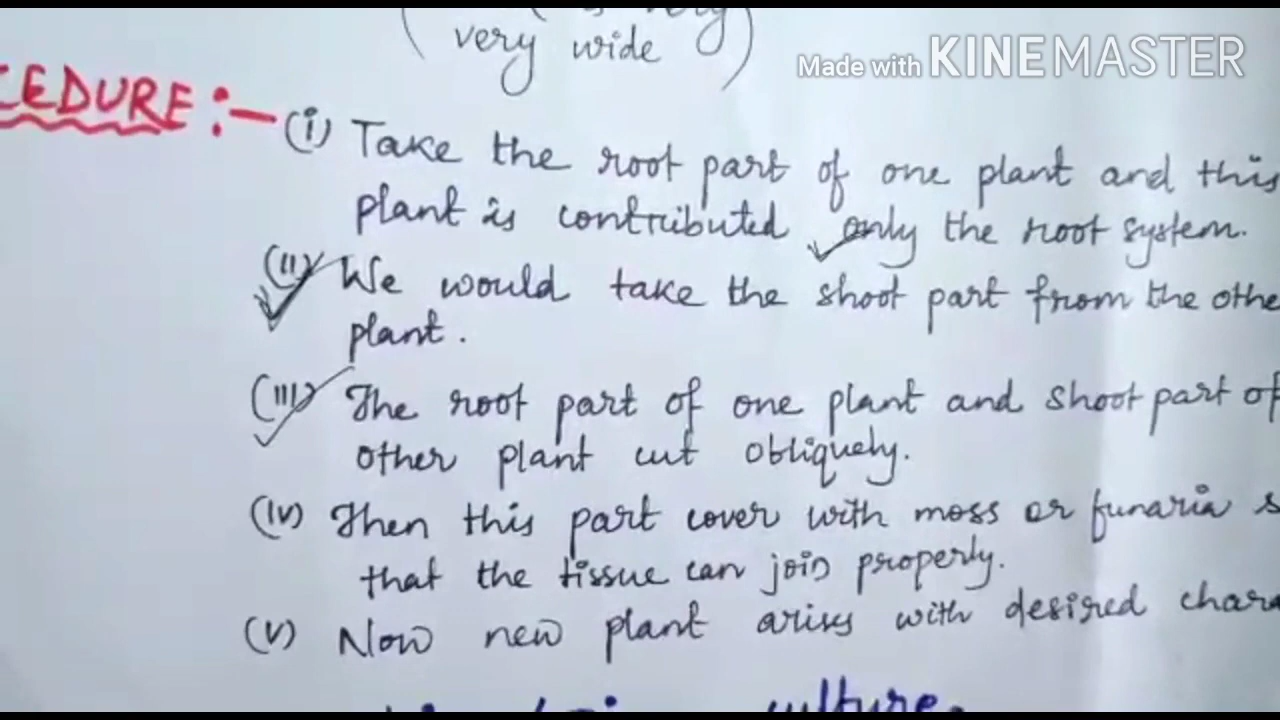 very wide )
Made with KINEMASTER
CEDURE :- (i) Take the root part of one plant and this
plant is contributed only the root system.
(ii) We would take the shoot part from the othe
plant.
(iii) The root part of one plant and shoot part of
other plant cut obliquely.
(iv) Then this part cover with moss or funaria s
that the tissue can join properly.
(v) Now new plant arises with desired chara
culture.